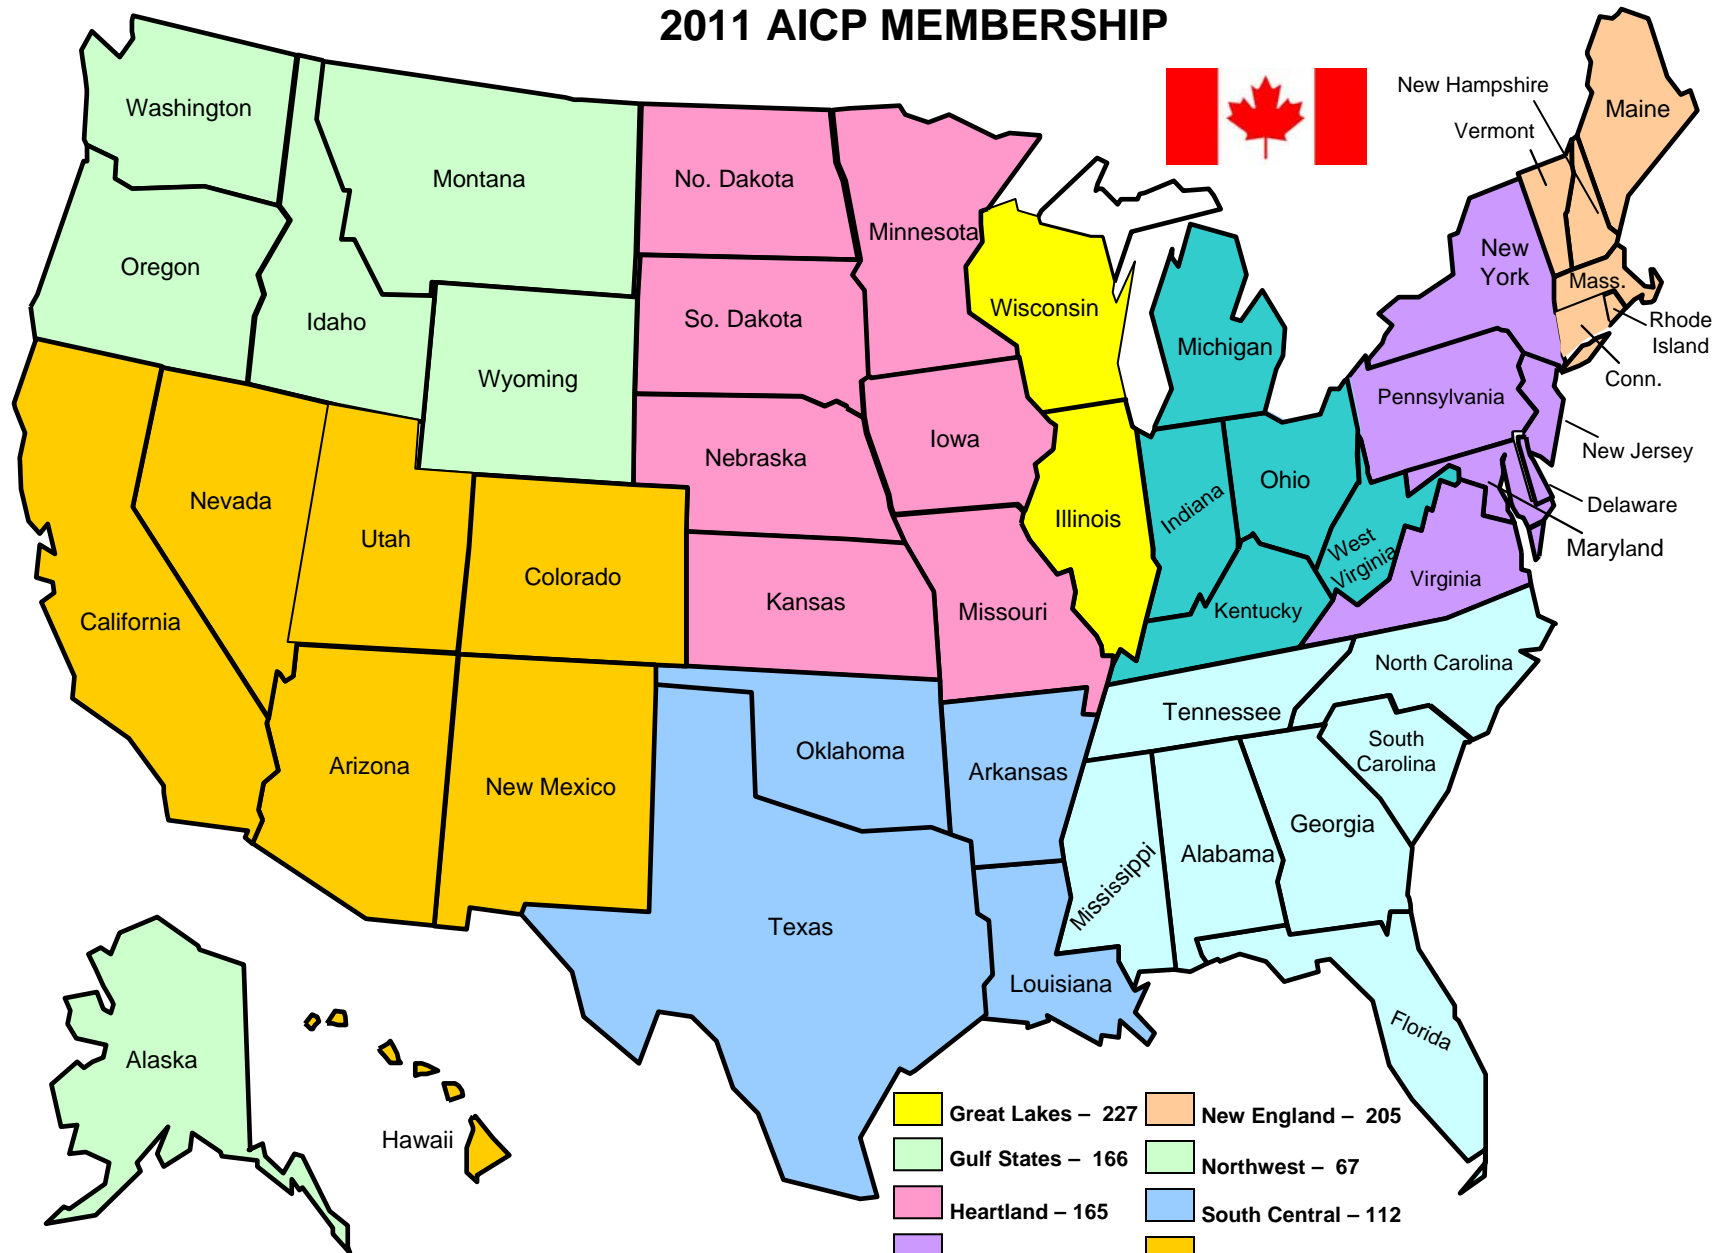 2011 AICP MEMBERSHIP
New Hampshire
Vermont
Maine
Washington
Montana
No. Dakota
Minnesota
Oregon
Idaho
So. Dakota
Wisconsin
Michigan
New
York
Mass.
Rhode
Island
Conn.
Wyoming
Pennsylvania
New Jersey
Iowa
Nebraska
Ohio
Indiana
Illinois
Delaware
Maryland
West
Virginia
Virginia
Nevada
Utah
Colorado
Kansas
Missouri
Kentucky
California
North Carolina
Tennessee
South
Carolina
Arizona
New Mexico
Oklahoma
Arkansas
Georgia
Alabama
Mississippi
Texas
Louisiana
Florida
Alaska
Hawaii
Great Lakes – 227
New England – 205
Gulf States – 166
Northwest – 67
Heartland – 165
South Central – 112